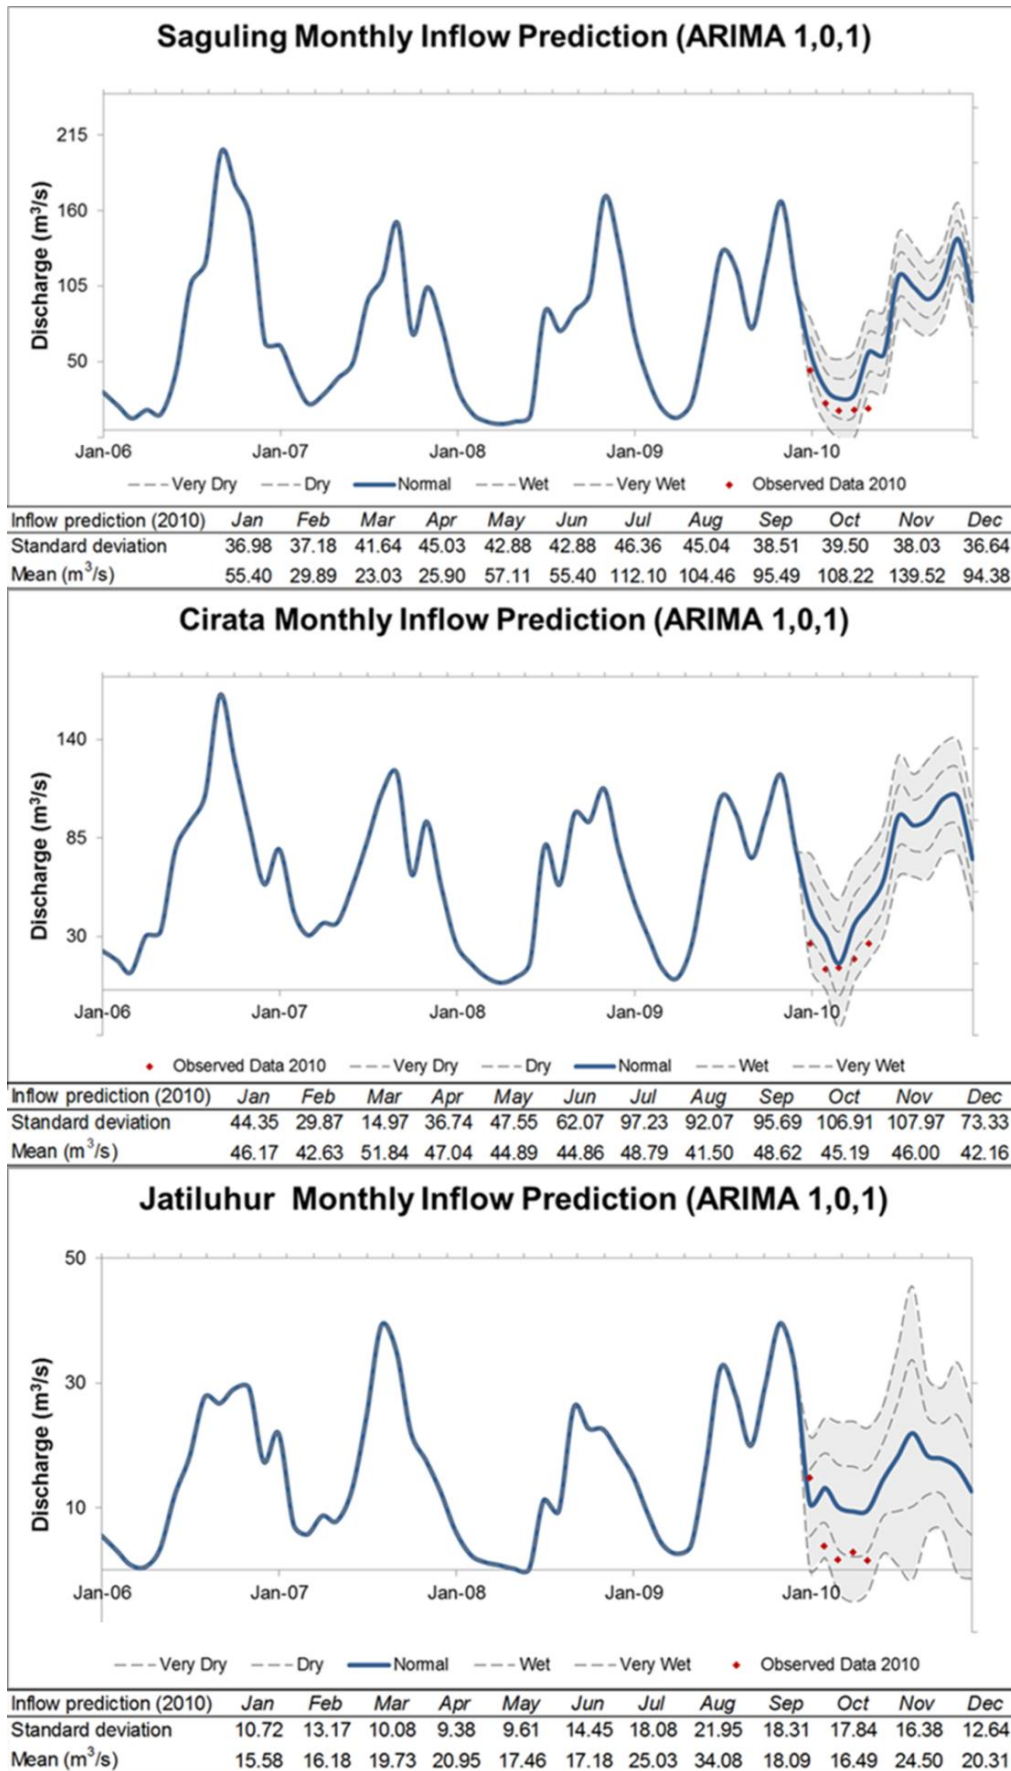 Saguling Monthly Inflow Prediction (ARIMA 1,0,1)
Discharge (m³/s)
215
160
105
50
Jan-06 Jan-07 Jan-08 Jan-09 Jan-10
Very Dry Dry Normal Wet Very Wet Observed Data 2010
Inflow prediction (2010) Jan Feb Mar Apr May Jun Jul Aug Sep Oct Nov Dec
Standard deviation 36.98 37.18 41.64 45.03 42.88 42.88 46.36 45.04 38.51 39.50 38.03 36.64
Mean (m³/s) 55.40 29.89 23.03 25.90 57.11 55.40 112.10 104.46 95.49 108.22 139.52 94.38
Cirata Monthly Inflow Prediction (ARIMA 1,0,1)
Discharge (m³/s)
140
85
30
Jan-06 Jan-07 Jan-08 Jan-09 Jan-10
Observed Data 2010 Very Dry Dry Normal Wet Very Wet
Inflow prediction (2010) Jan Feb Mar Apr May Jun Jul Aug Sep Oct Nov Dec
Standard deviation 44.35 29.87 14.97 36.74 47.55 62.07 97.23 92.07 95.69 106.91 107.97 73.33
Mean (m³/s) 46.17 42.63 51.84 47.04 44.89 44.86 48.79 41.50 48.62 45.19 46.00 42.16
Jatiluhur Monthly Inflow Prediction (ARIMA 1,0,1)
Discharge (m³/s)
50
30
10
Jan-06 Jan-07 Jan-08 Jan-09 Jan-10
Very Dry Dry Normal Wet Very Wet Observed Data 2010
Inflow prediction (2010) Jan Feb Mar Apr May Jun Jul Aug Sep Oct Nov Dec
Standard deviation 10.72 13.17 10.08 9.38 9.61 14.45 18.08 21.95 18.31 17.84 16.38 12.64
Mean (m³/s) 15.58 16.18 19.73 20.95 17.46 17.18 25.03 34.08 18.09 16.49 24.50 20.31